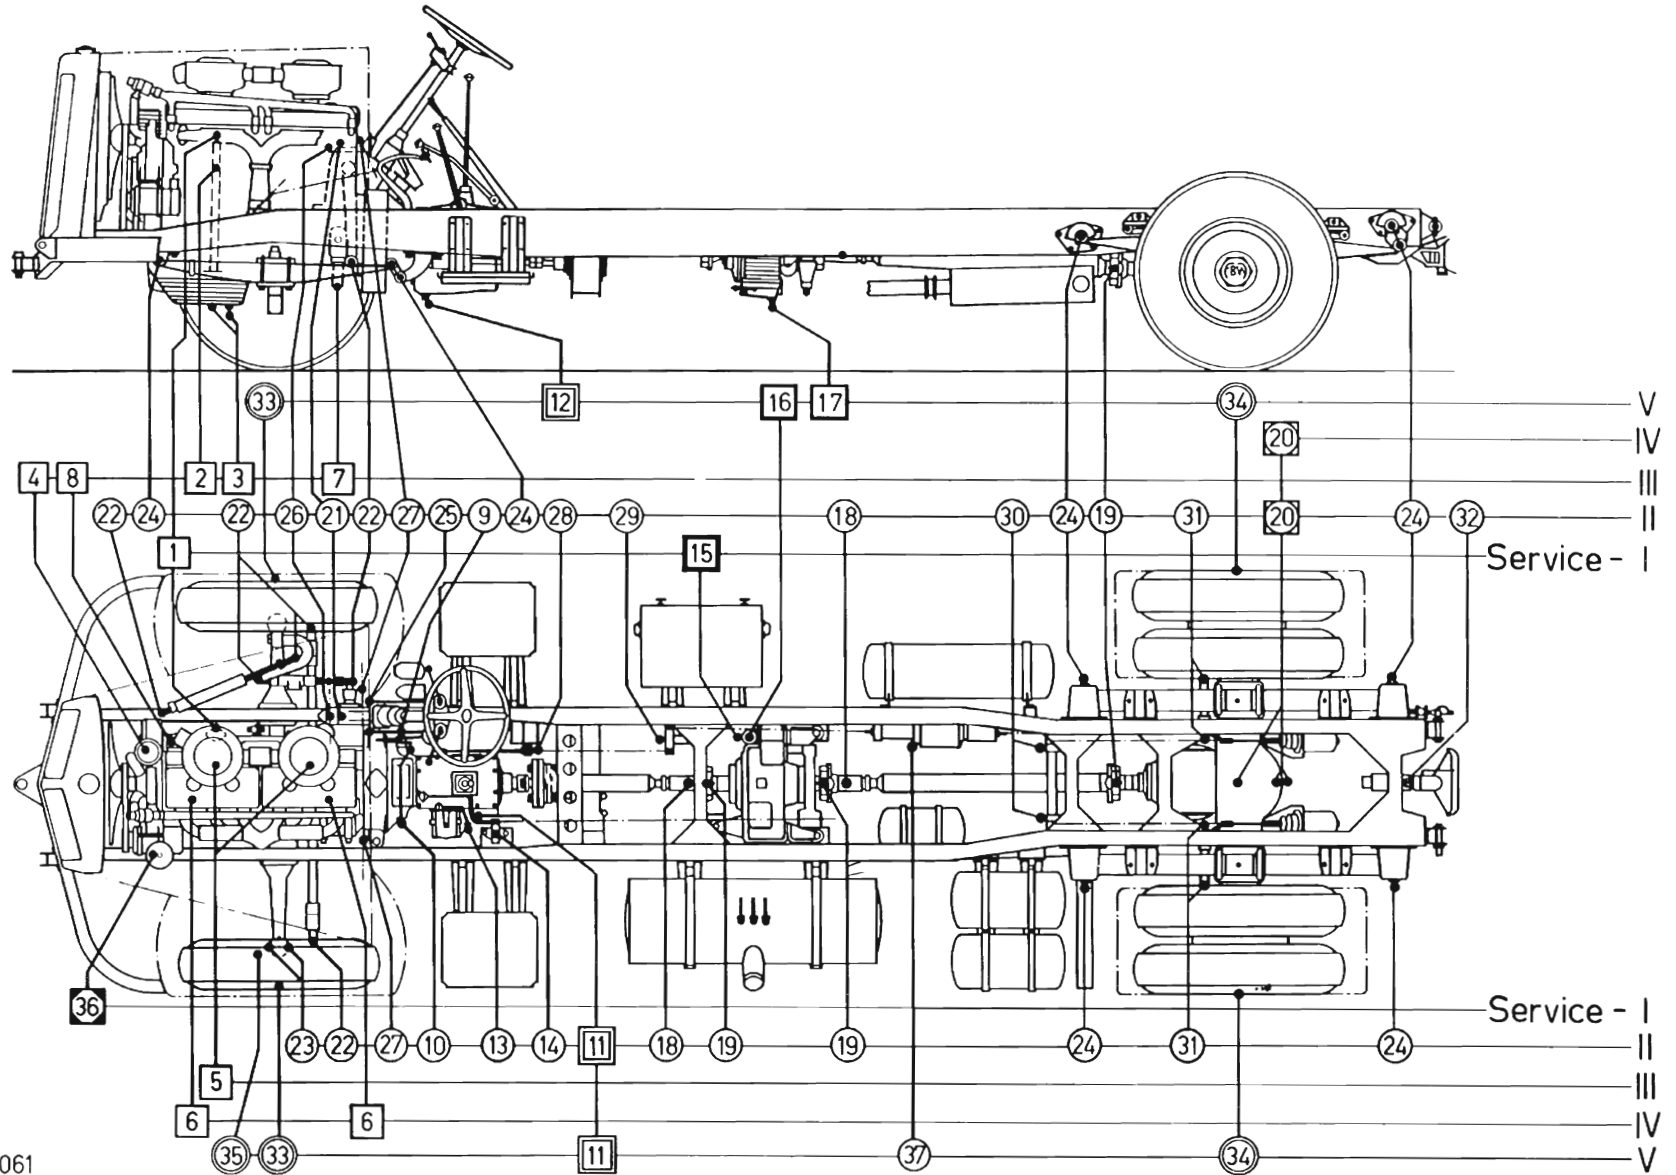 FBW
33 12 16 17 34 V
20 IV
4 8 2 3 7 III
22 24 22 26 21 22 27 25 9 24 28 29 18 30 24 19 31 20 24 32 II
1 15 Service - I
36 Service - I
23 22 27 10 13 14 11 18 19 19 24 31 24 II
5 III
6 6 IV
35 33 11 37 34 V
061